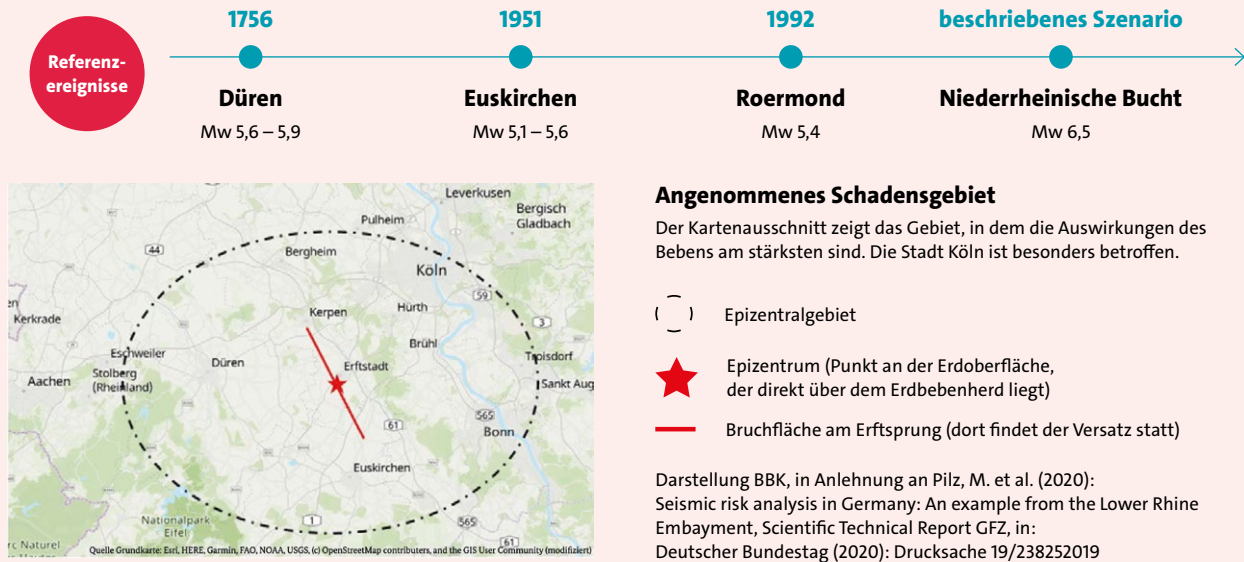 Referenz-
ereignisse
1756
1951
1992
beschriebenes Szenario
Düren
Euskirchen
Roermond
Niederrheinische Bucht
Mw 5,6 – 5,9
Mw 5,1 – 5,6
Mw 5,4
Mw 6,5
Leverkusen
Bergisch
Gladbach
Pulheim
44
Bergheim
Köln
59
Kerpen
Hürth
3
Kerkrade
Brühl
Eschweiler
Düren
Erftstadt
Troisdorf
Stolberg
(Rheinland)
Aachen
Sankt Aug
61
565
Bonn
Euskirchen
Nationalpark
Eifel
1
565
rc Naturel
Quelle Grundkarte: Esri, HERE, Garmin, FAO, NOAA, USGS, (c) OpenStreetMap contributors, and the GIS User Community (modifiziert)
Angenommenes Schadensgebiet
Der Kartenausschnitt zeigt das Gebiet, in dem die Auswirkungen des
Bebens am stärksten sind. Die Stadt Köln ist besonders betroffen.
Epizentralgebiet
Epizentrum (Punkt an der Erdoberfläche,
der direkt über dem Erdbebenherd liegt)
Bruchfläche am Erftsprung (dort findet der Versatz statt)
Darstellung BBK, in Anlehnung an Pilz, M. et al. (2020):
Seismic risk analysis in Germany: An example from the Lower Rhine
Embayment, Scientific Technical Report GFZ, in:
Deutscher Bundestag (2020): Drucksache 19/238252019